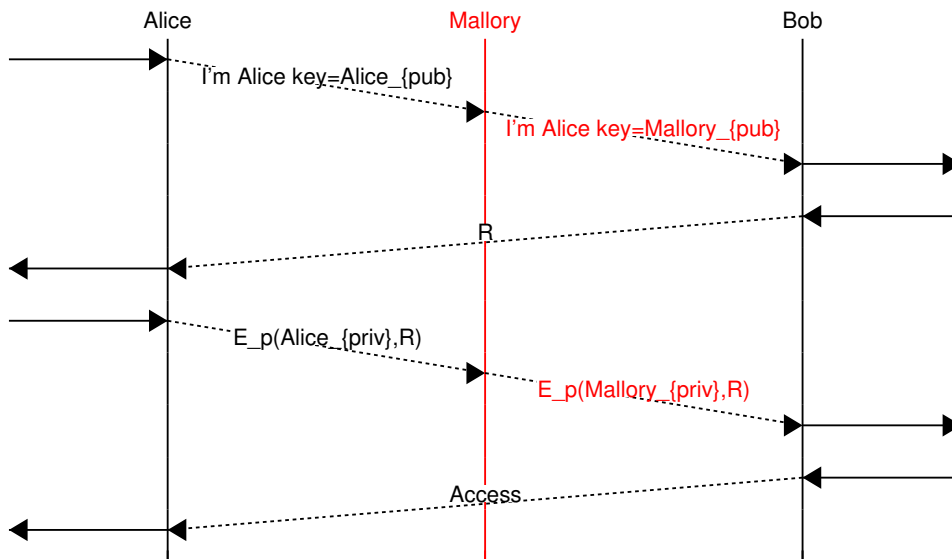 Alice
Mallory
Bob
I'm Alice key=Alice_{pub}
I'm Alice key=Mallory_{pub}
R
E_p(Alice_{priv},R)
E_p(Mallory_{priv},R)
Access